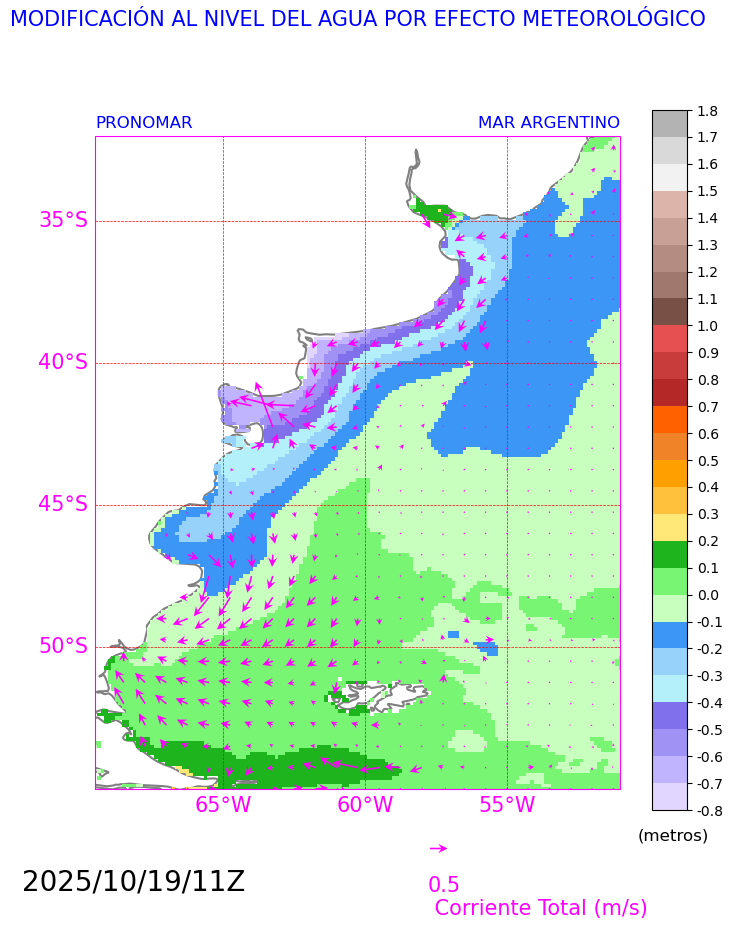 MODIFICACIÓN AL NIVEL DEL AGUA POR EFECTO METEOROLÓGICO
PRONOMAR MAR ARGENTINO
35°S
40°S
45°S
50°S
65°W 60°W 55°W
1.8
1.7
1.6
1.5
1.4
1.3
1.2
1.1
1.0
0.9
0.8
0.7
0.6
0.5
0.4
0.3
0.2
0.1
0.0
-0.1
-0.2
-0.3
-0.4
-0.5
-0.6
-0.7
-0.8
(metros)
2025/10/19/11Z
0.5
Corriente Total (m/s)